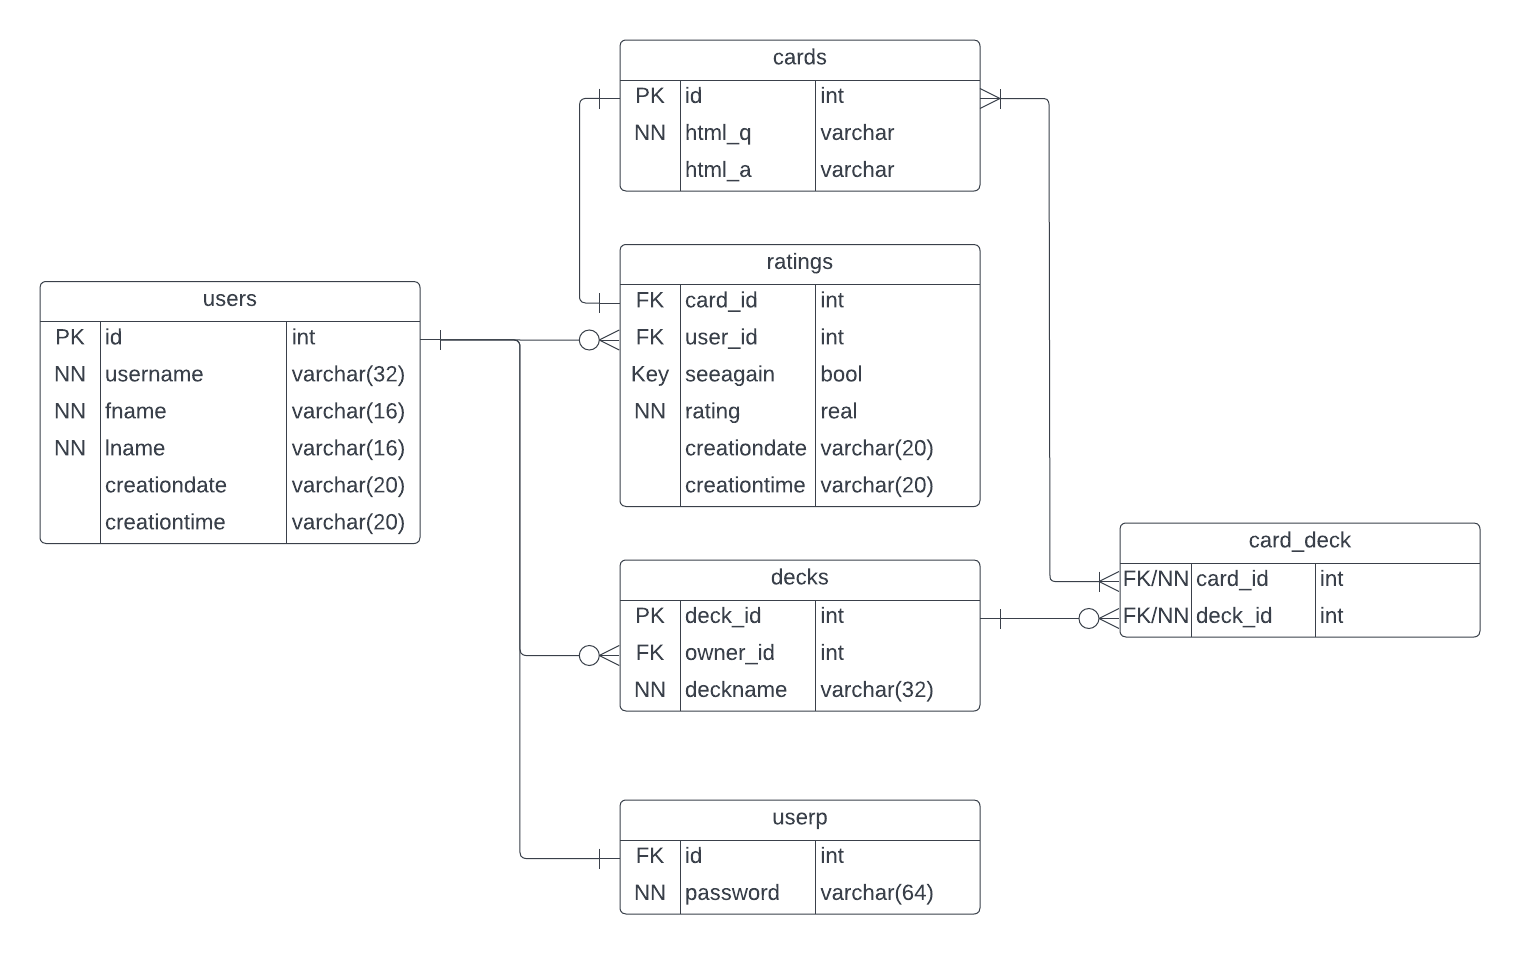 cards
PK id int
NN html_q varchar
html_a varchar
ratings
FK card_id int
FK user_id int
Key seeagain bool
NN rating real
creationdate varchar(20)
creationtime varchar(20)
users
PK id int
NN username varchar(32)
NN fname varchar(16)
NN lname varchar(16)
creationdate varchar(20)
creationtime varchar(20)
decks
PK deck_id int
FK owner_id int
NN deckname varchar(32)
card_deck
FK/NN card_id int
FK/NN deck_id int
userp
FK id int
NN password varchar(64)